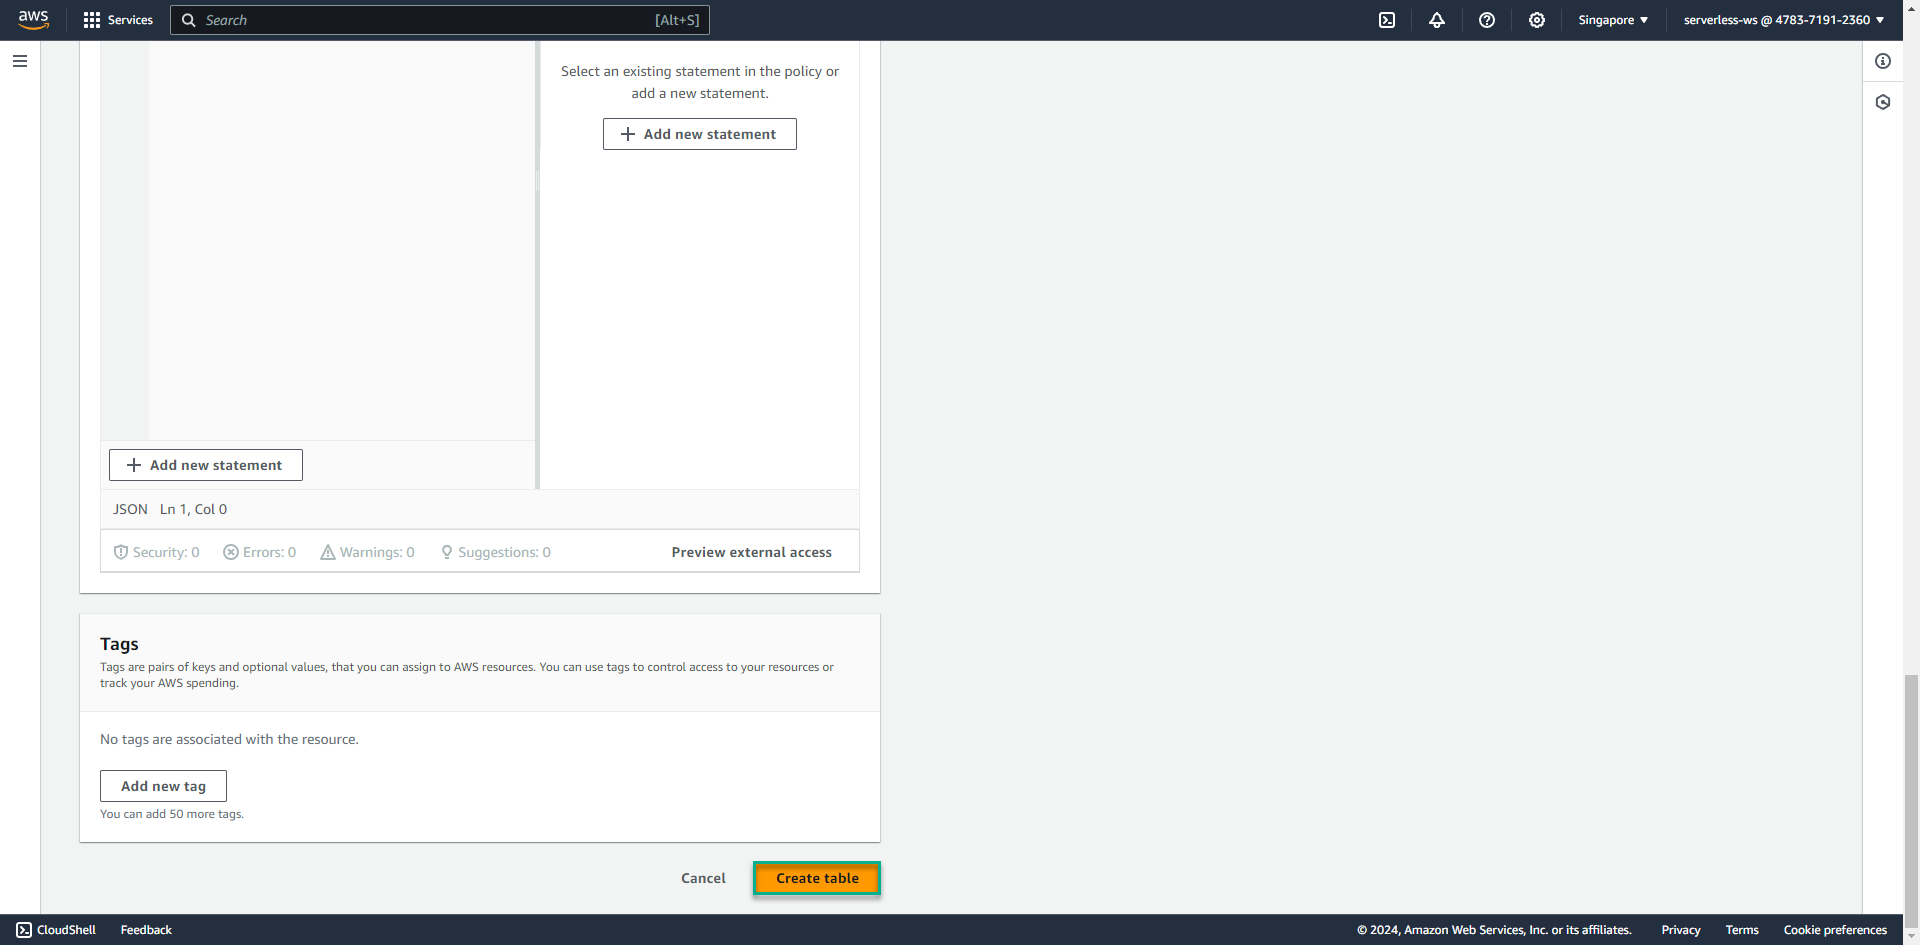 aws
Services
Search
[Alt+S]
Singapore
serverless-ws @ 4783-7191-2360
Select an existing statement in the policy or
add a new statement.
Add new statement
Add new statement
JSON Ln 1, Col 0
Security: 0
Errors: 0
Warnings: 0
Suggestions: 0
Preview external access
Tags
Tags are pairs of keys and optional values, that you can assign to AWS resources. You can use tags to control access to your resources or
track your AWS spending.
No tags are associated with the resource.
Add new tag
You can add 50 more tags.
Cancel
Create table
CloudShell
Feedback
© 2024, Amazon Web Services, Inc. or its affiliates.
Privacy
Terms
Cookie preferences